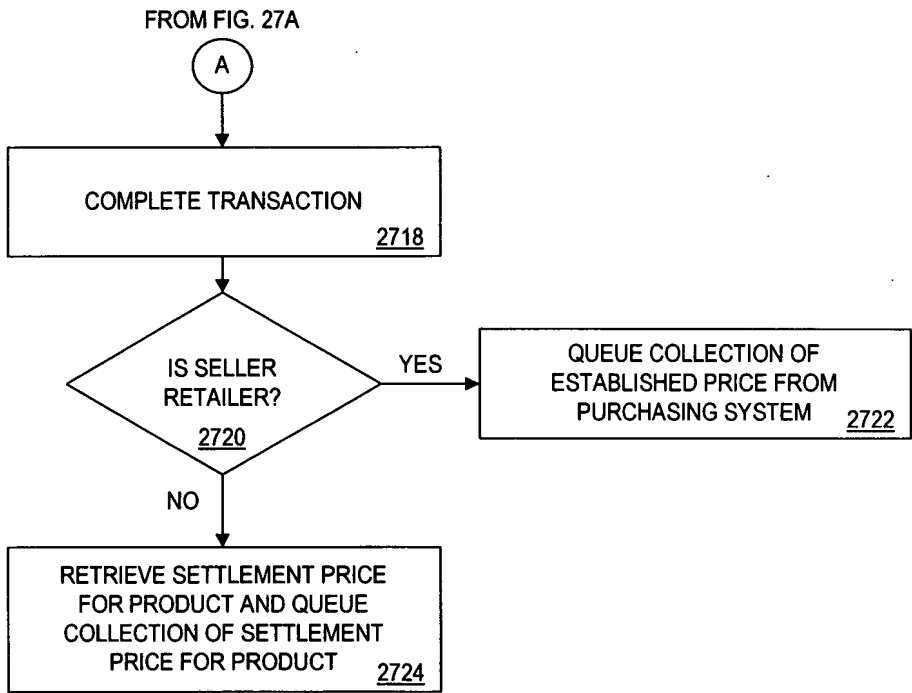 FROM FIG. 27A
A
COMPLETE TRANSACTION
2718
IS SELLER
RETAILER?
2720
YES
QUEUE COLLECTION OF
ESTABLISHED PRICE FROM
PURCHASING SYSTEM
2722
NO
RETRIEVE SETTLEMENT PRICE
FOR PRODUCT AND QUEUE
COLLECTION OF SETTLEMENT
PRICE FOR PRODUCT
2724